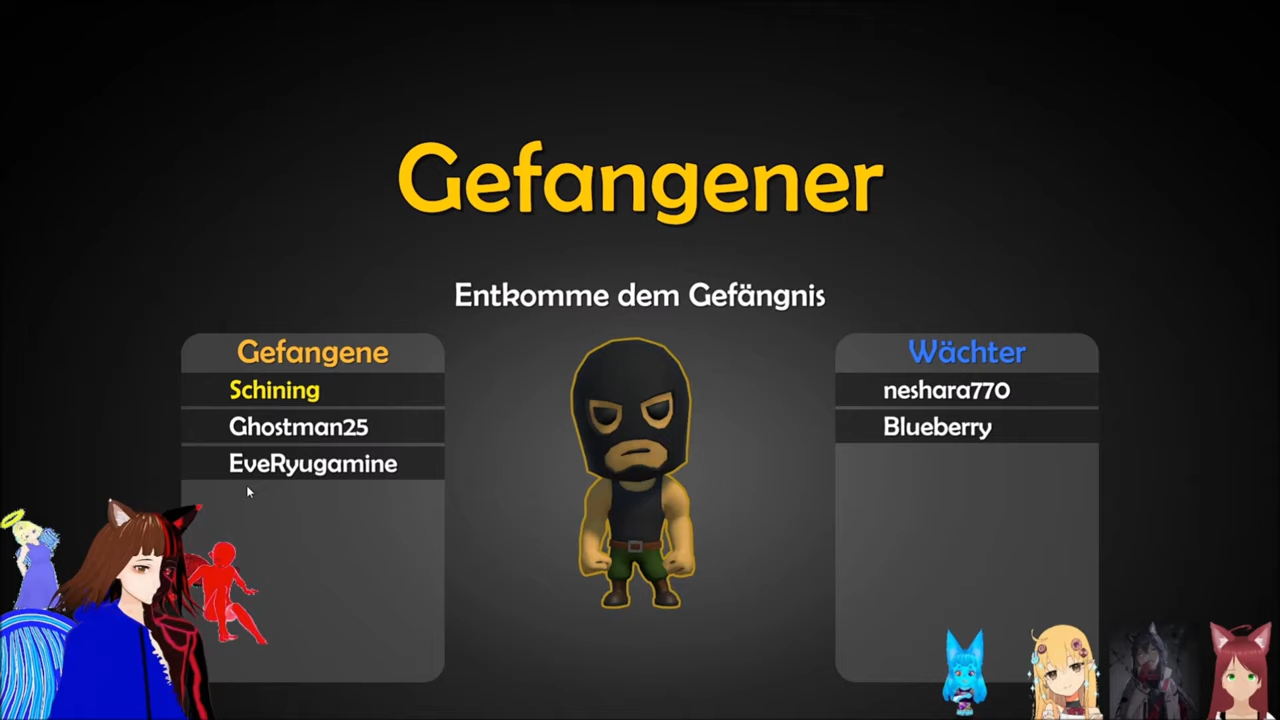 Gefangener
Entkomme dem Gefängnis
Gefangene
Schining
Ghostman25
EveRyugamine
Wächter
neshara770
Blueberry